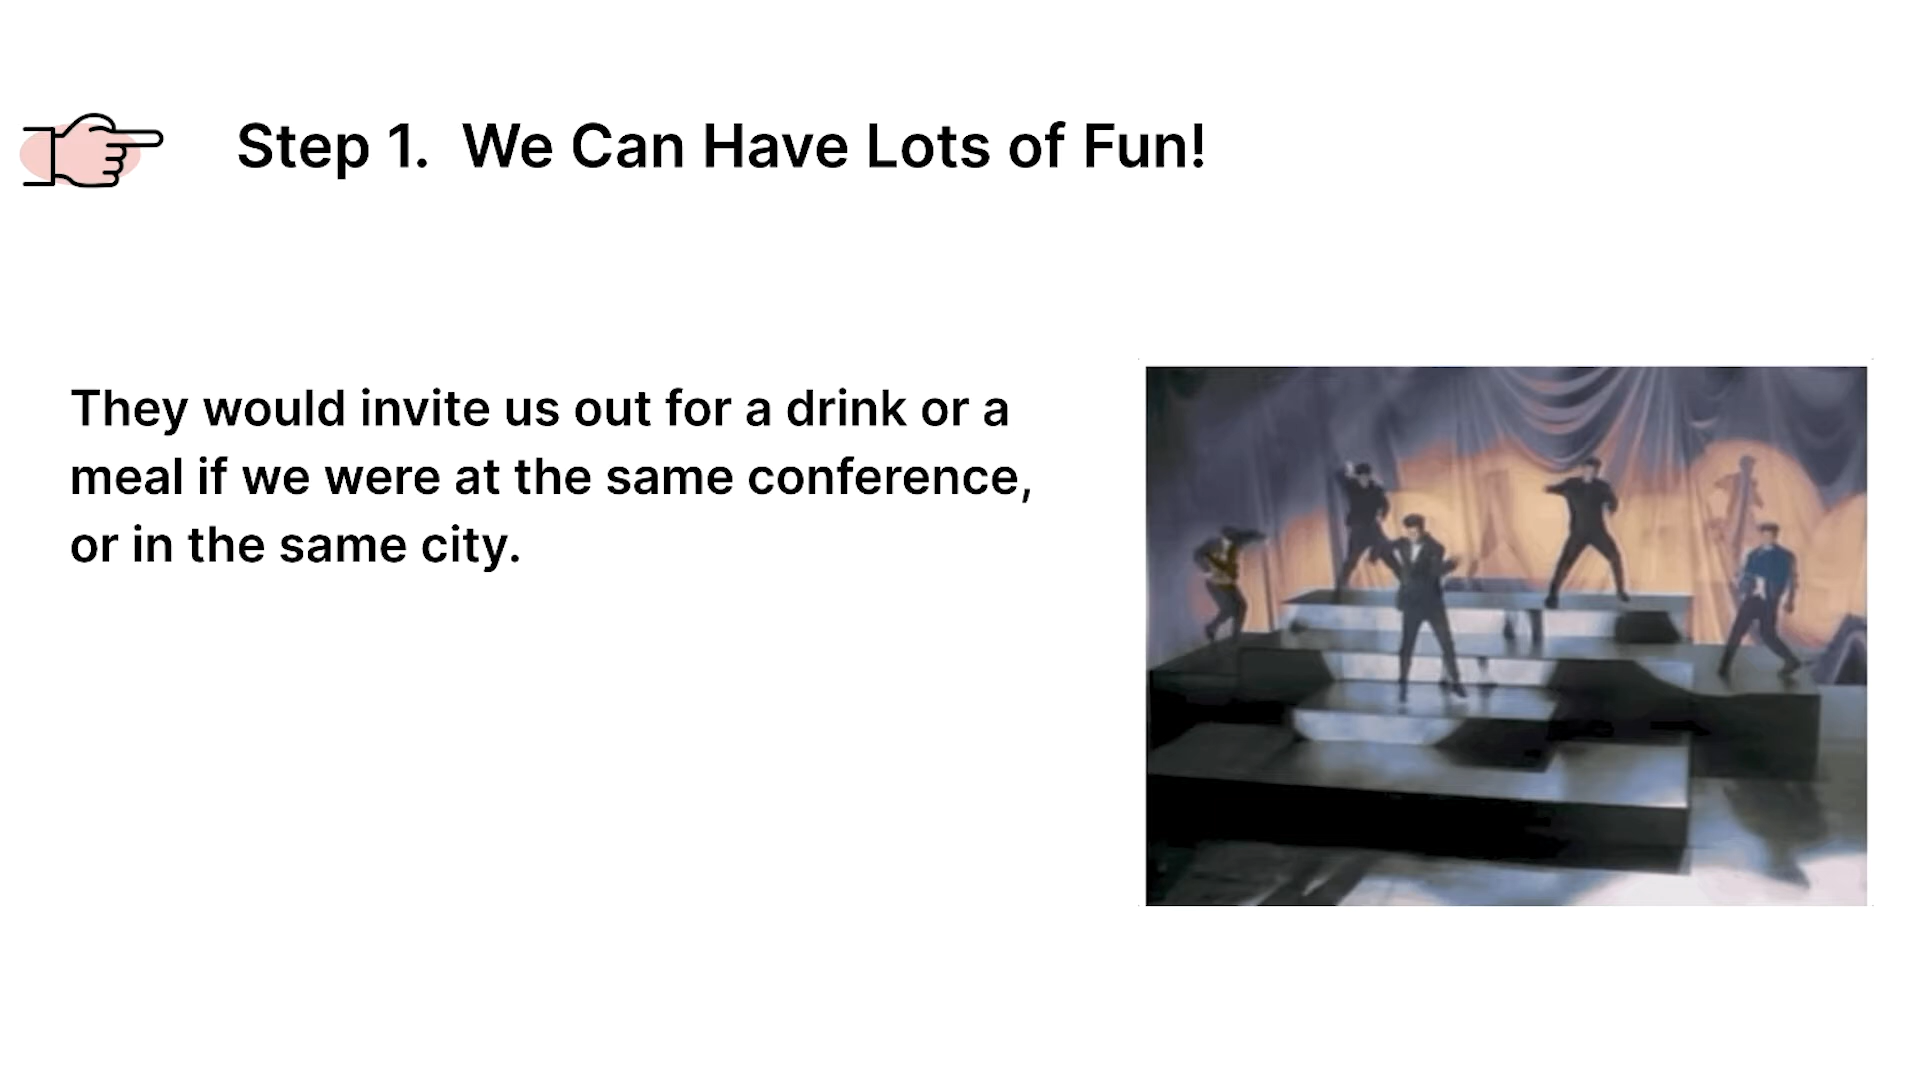 Step 1.  We Can Have Lots of Fun!
They would invite us out for a drink or a
meal if we were at the same conference,
or in the same city.